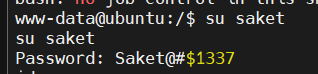 www-data@ubuntu:/$ su saket
su saket
Password: Saket@#$1337